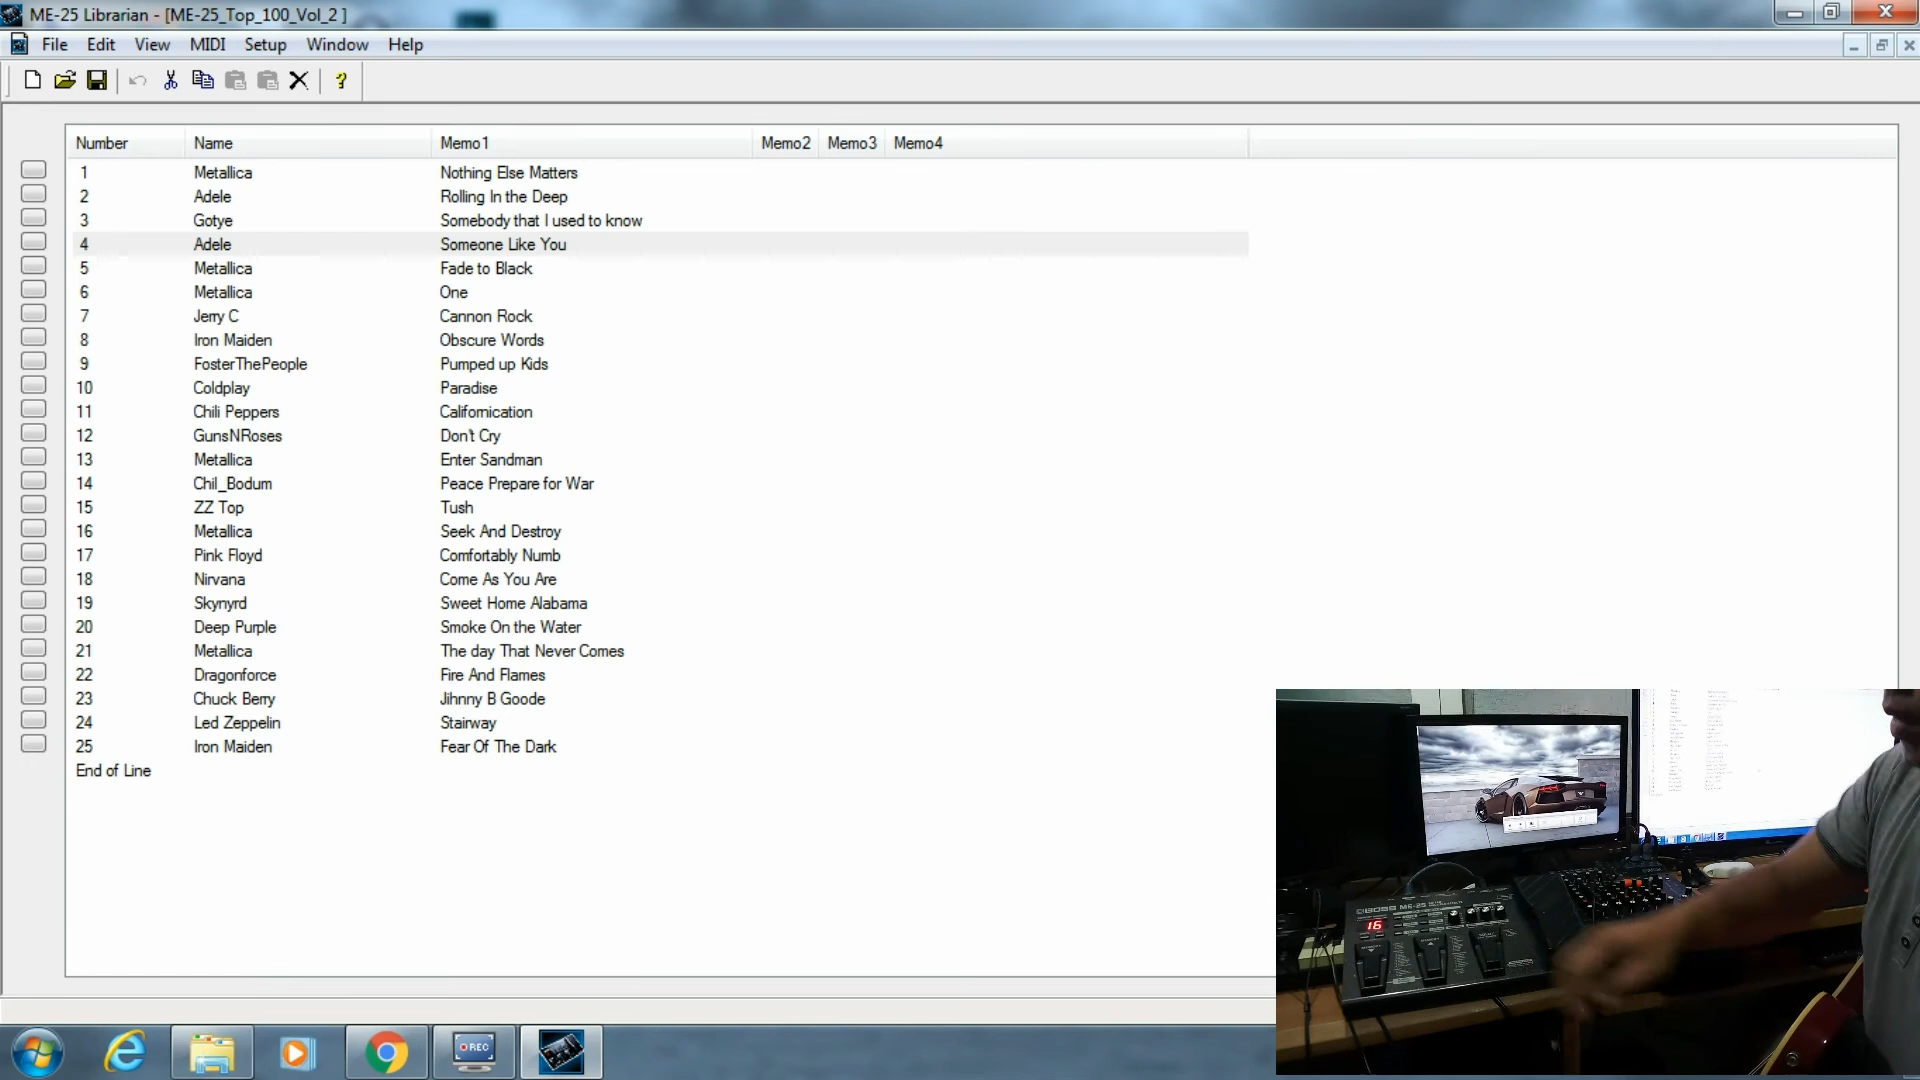 ME-25 Librarian - [ME-25_Top_100_Vol_2 ]
File Edit View MIDI Setup Window Help
Number Name Memo1 Memo2 Memo3 Memo4
1 Metallica Nothing Else Matters
2 Adele Rolling In the Deep
3 Gotye Somebody that I used to know
4 Adele Someone Like You
5 Metallica Fade to Black
6 Metallica One
7 Jerry C Cannon Rock
8 Iron Maiden Obscure Words
9 FosterThePeople Pumped up Kids
10 Coldplay Paradise
11 Chili Peppers Californication
12 GunsNRoses Don't Cry
13 Metallica Enter Sandman
14 Chil_Bodum Peace Prepare for War
15 ZZ Top Tush
16 Metallica Seek And Destroy
17 Pink Floyd Comfortably Numb
18 Nirvana Come As You Are
19 Skynyrd Sweet Home Alabama
20 Deep Purple Smoke On the Water
21 Metallica The day That Never Comes
22 Dragonforce Fire And Flames
23 Chuck Berry Jihnny B Goode
24 Led Zeppelin Stairway
25 Iron Maiden Fear Of The Dark
End of Line
BOSS ME-25
16
REC